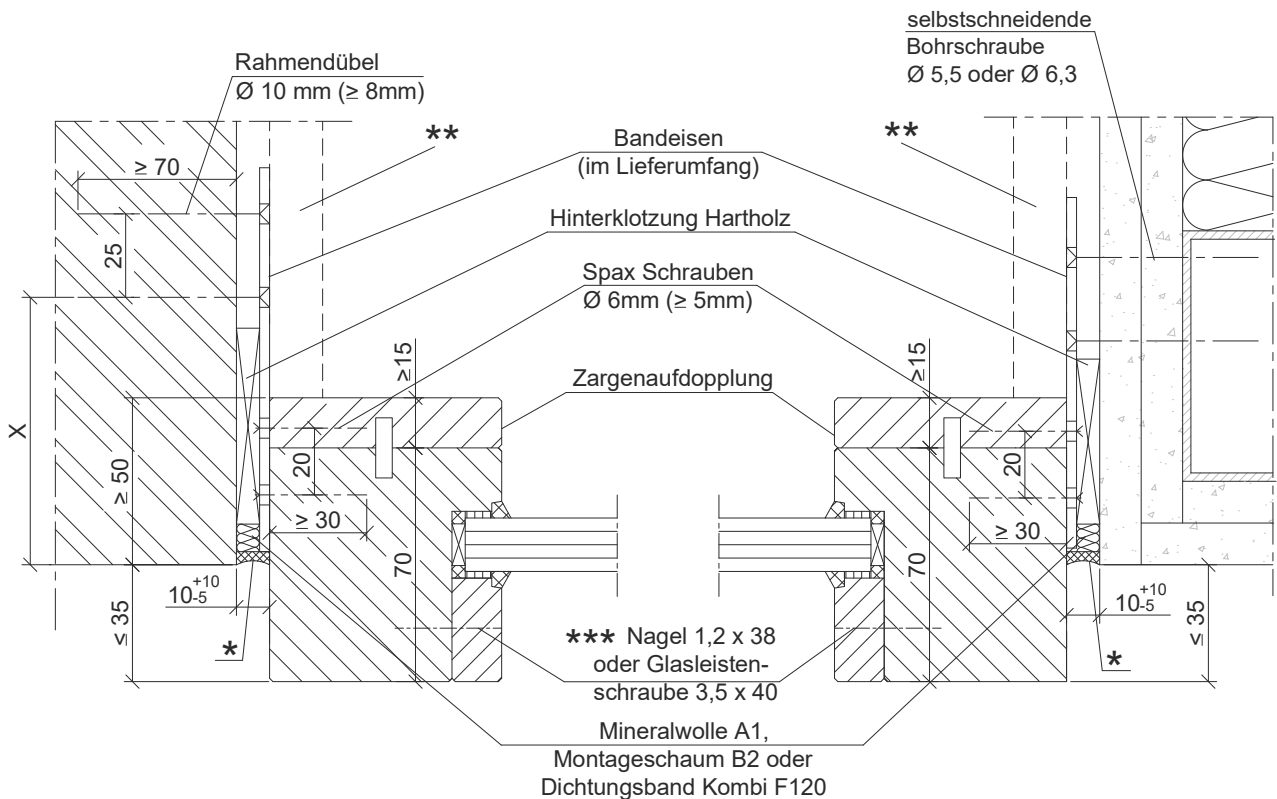 selbstschneidende
Bohrschraube
Ø 5,5 oder Ø 6,3
Rahmendübel
Ø 10 mm (≥ 8mm)
**
**
Bandeisen
(im Lieferumfang)
≥ 70
Hinterklotzung Hartholz
25
Spax Schrauben
Ø 6mm (≥ 5mm)
≥15
≥15
Zargenaufdopplung
X
≥ 50
20
20
≥ 30
≥ 30
70
70
10 +10 -5
10 +10 -5
≤ 35
≤ 35
*
*
*** Nagel 1,2 x 38
oder Glasleisten-
schraube 3,5 x 40
Mineralwolle A1,
Montageschaum B2 oder
Dichtungsband Kombi F120